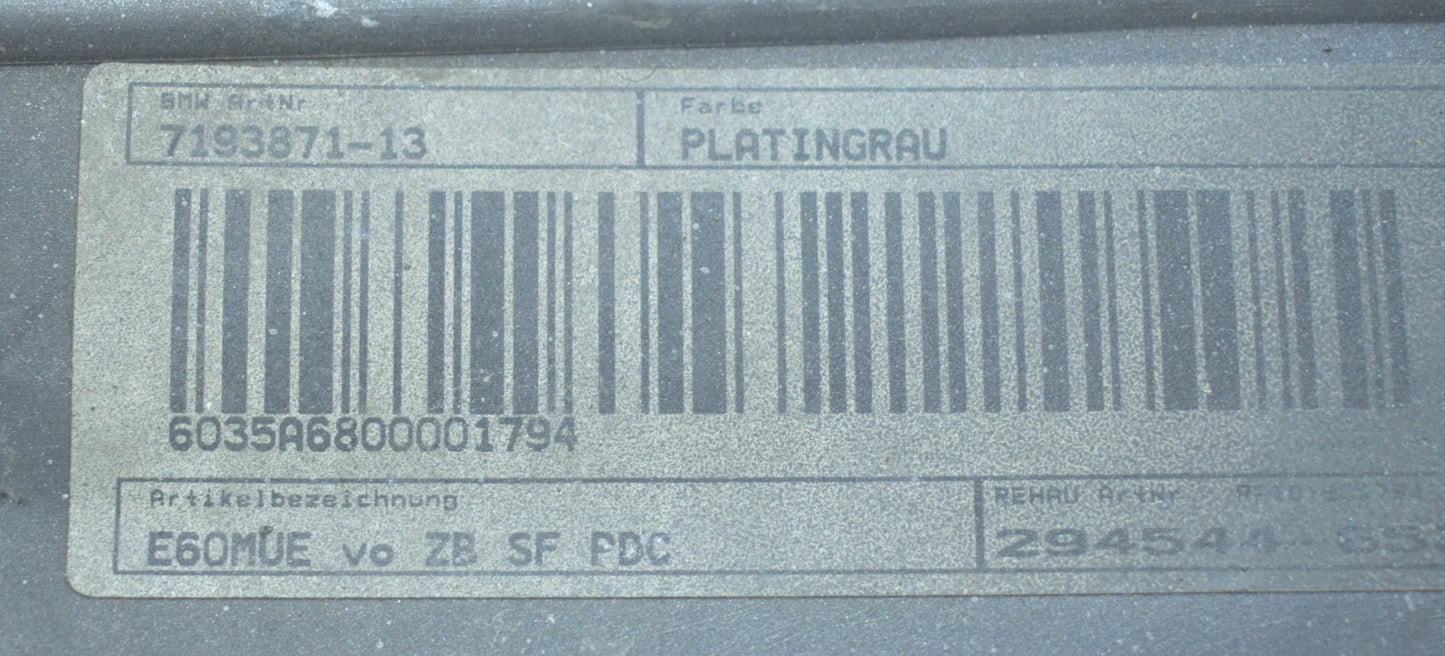 BMW ArtNr
7193871-13
Farbe
PLATINGRAU
6035A6800001794
Artikelbezeichnung
E60MUE vo ZB SF PDC
REHAU ArtNr